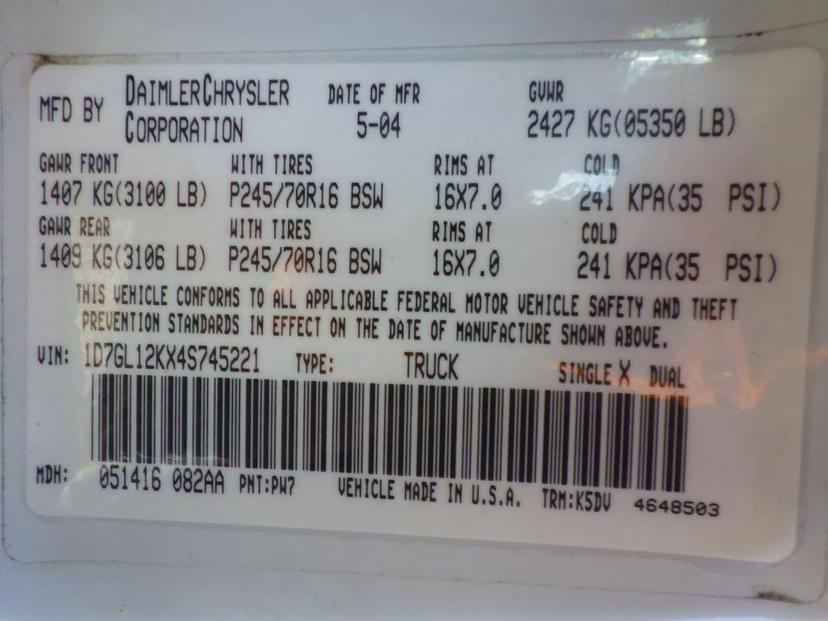 MFD BY DAIMLERCHRYSLER CORPORATION DATE OF MFR 5-04 GVWR 2427 KG(05350 LB)
GAWR FRONT WITH TIRES RIMS AT COLD
1407 KG(3100 LB) P245/70R16 BSW 16X7.0 241 KPA(35 PSI)
GAWR REAR WITH TIRES RIMS AT COLD
1409 KG(3106 LB) P245/70R16 BSW 16X7.0 241 KPA(35 PSI)
THIS VEHICLE CONFORMS TO ALL APPLICABLE FEDERAL MOTOR VEHICLE SAFETY AND THEFT
PREVENTION STANDARDS IN EFFECT ON THE DATE OF MANUFACTURE SHOWN ABOVE.
VIN: 1D7GL12KX4S745221 TYPE: TRUCK SINGLE X DUAL
MDH: 051416 082AA PNT:PW7 VEHICLE MADE IN U.S.A. TRM:K5DV 4648503